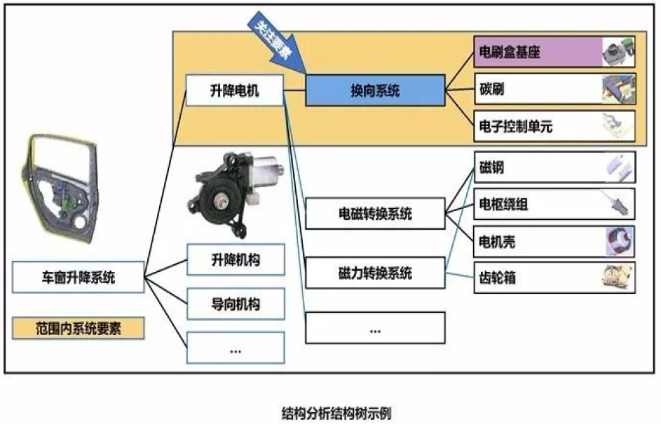 关注要素
电刷盒基座
升降电机
换向系统
碳刷
电子控制单元
磁钢
电磁转换系统
电枢绕组
升降机构
电机壳
车窗升降系统
磁力转换系统
齿轮箱
导向机构
范围内系统要素
...
...
结构分析结构树示例